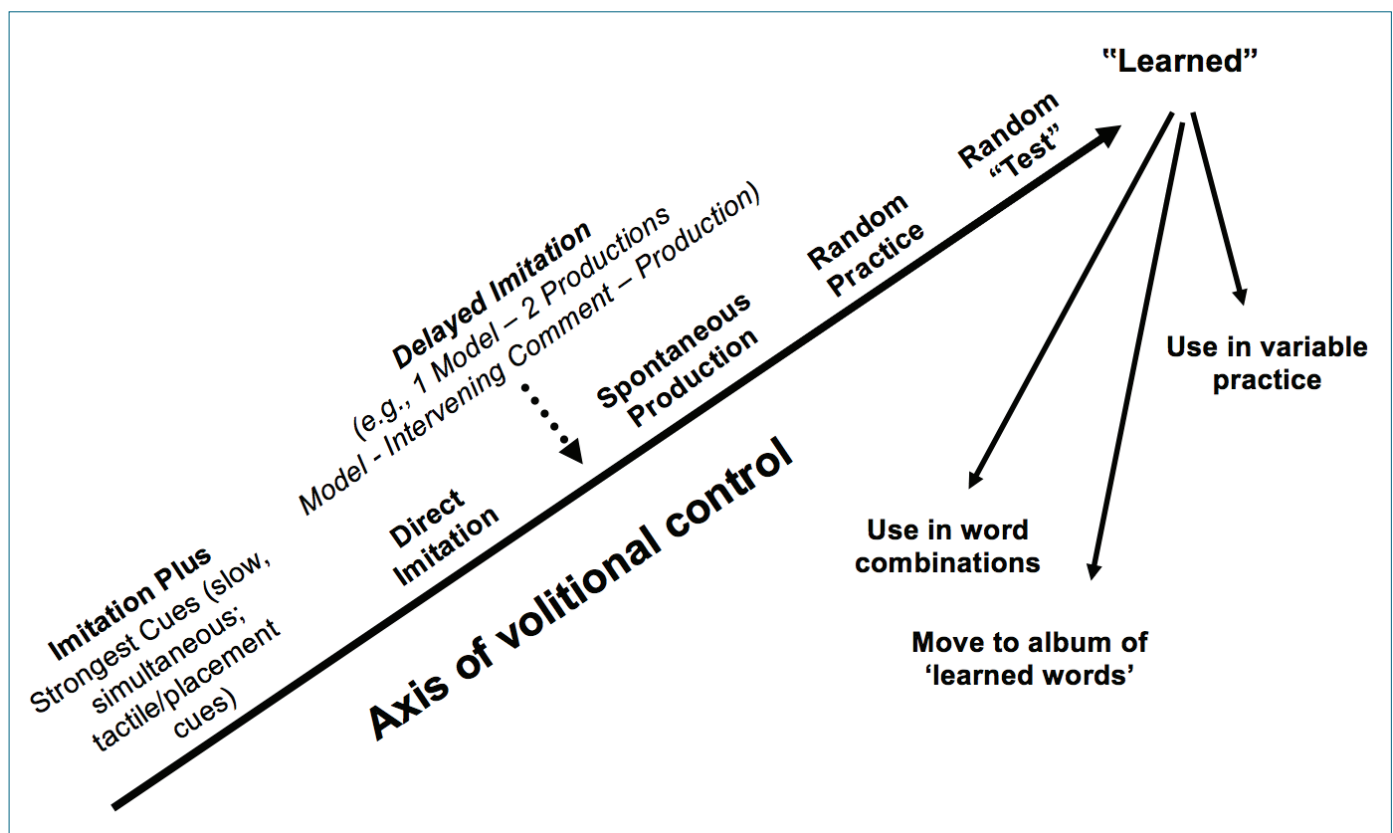 Imitation Plus
Strongest Cues (slow,
simultaneous;
tactile/placement
cues)
Direct
Imitation
Delayed Imitation
(e.g., 1 Model – 2 Productions
Model - Intervening Comment – Production)
Spontaneous
Production
Random
Practice
Random
“Test”
"Learned”
Axis of volitional control
Use in variable
practice
Use in word
combinations
Move to album of
‘learned words’